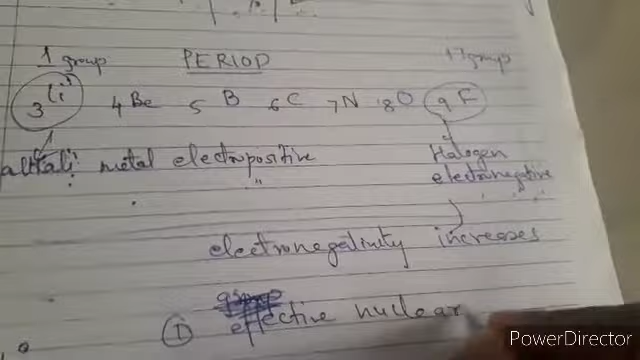 1 group PERIOD 17 group
3 Li 4 Be 5 B 6 C 7 N 8 O 9 F
alkali metal electropositive Halogen
electronegative
electronegativity increases
① effective nuclear
PowerDirector